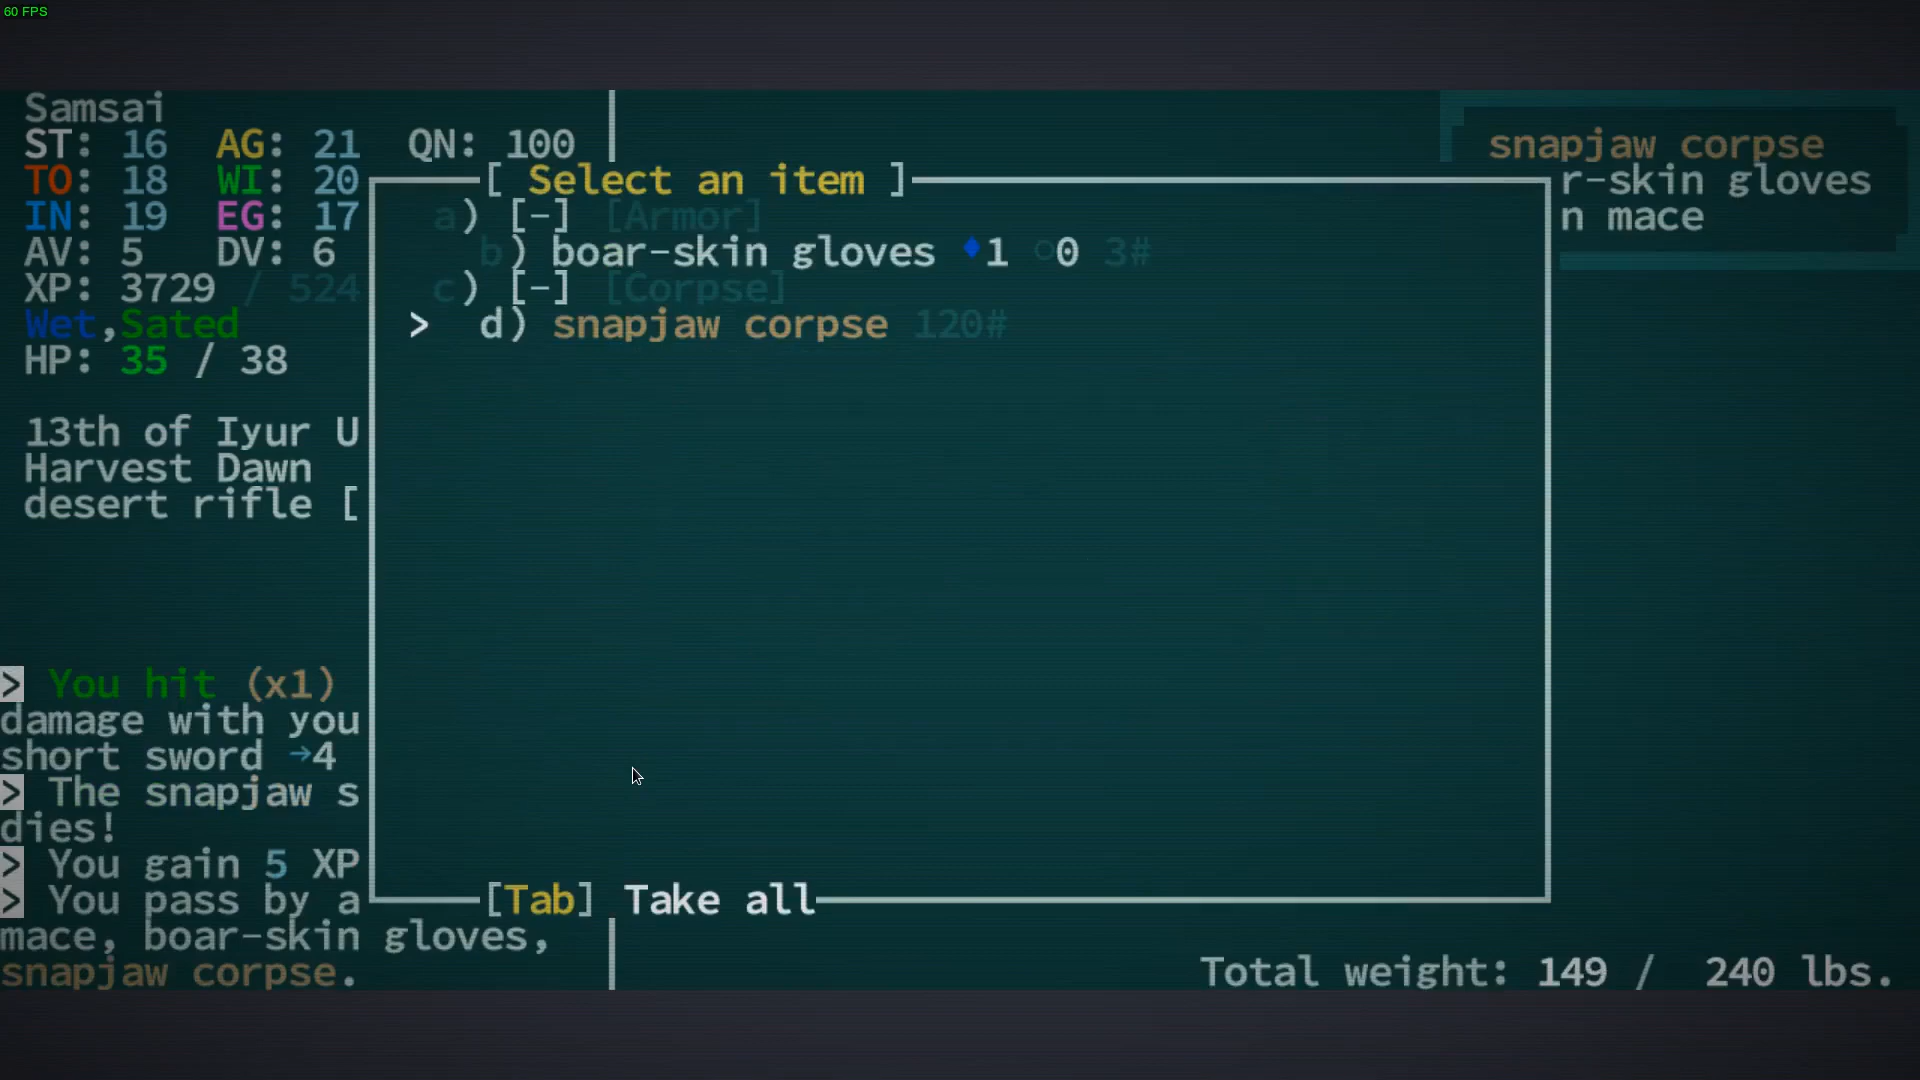 60 FPS
Samsai
ST: 16 AG: 21 QN: 100
TO: 18 WI: 20
IN: 19 EG: 17
AV: 5 DV: 6
XP: 3729 / 524
Wet,Sated
HP: 35 / 38
13th of Iyur U
Harvest Dawn
desert rifle [
> You hit (x1)
damage with you
short sword →4
> The snapjaw s
dies!
> You gain 5 XP
> You pass by a
mace, boar-skin gloves,
snapjaw corpse.
[ Select an item ]
a) [-] [Armor]
b) boar-skin gloves ♦1 ○0 3#
c) [-] [Corpse]
> d) snapjaw corpse 120#
[Tab] Take all
snapjaw corpse
r-skin gloves
n mace
Total weight: 149 / 240 lbs.